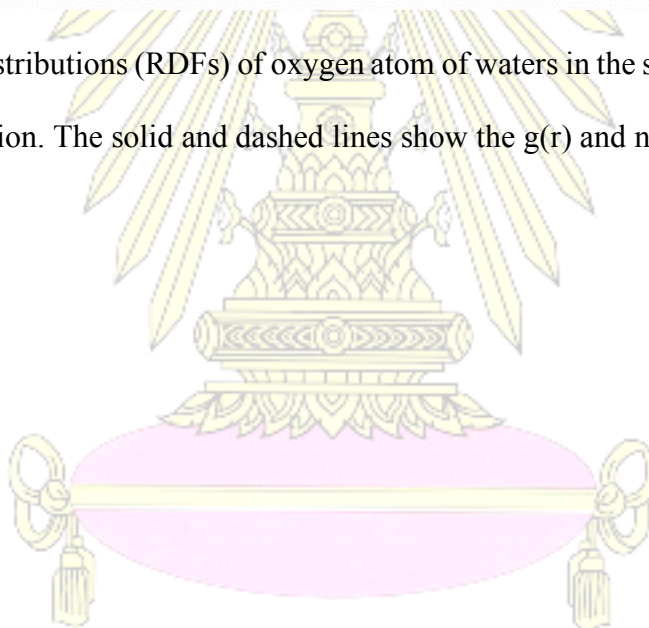 stributions (RDFs) of oxygen atom of waters in the s
ion. The solid and dashed lines show the g(r) and n